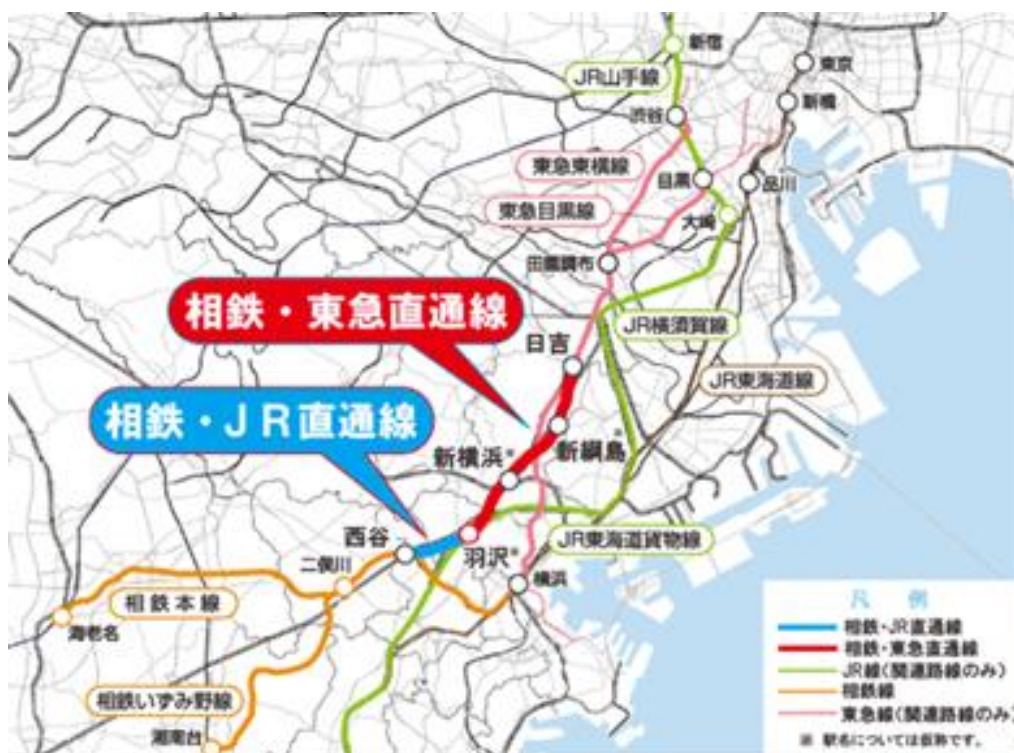 新宿
東京
JR山手線
新橋
渋谷
東急東横線
目黒
品川
東急目黒線
大崎
田園調布
相鉄・東急直通線
JR横須賀線
日吉
JR東海道線
相鉄・JR直通線
新綱島※
新横浜※
西谷
羽沢※
JR東海道貨物線
二俣川
横浜
相鉄本線
海老名
相鉄いずみ野線
湘南台
凡 例
相鉄・JR直通線
相鉄・東急直通線
JR線(関連路線のみ)
相鉄線
東急線(関連路線のみ)
※ 駅名については仮称です。